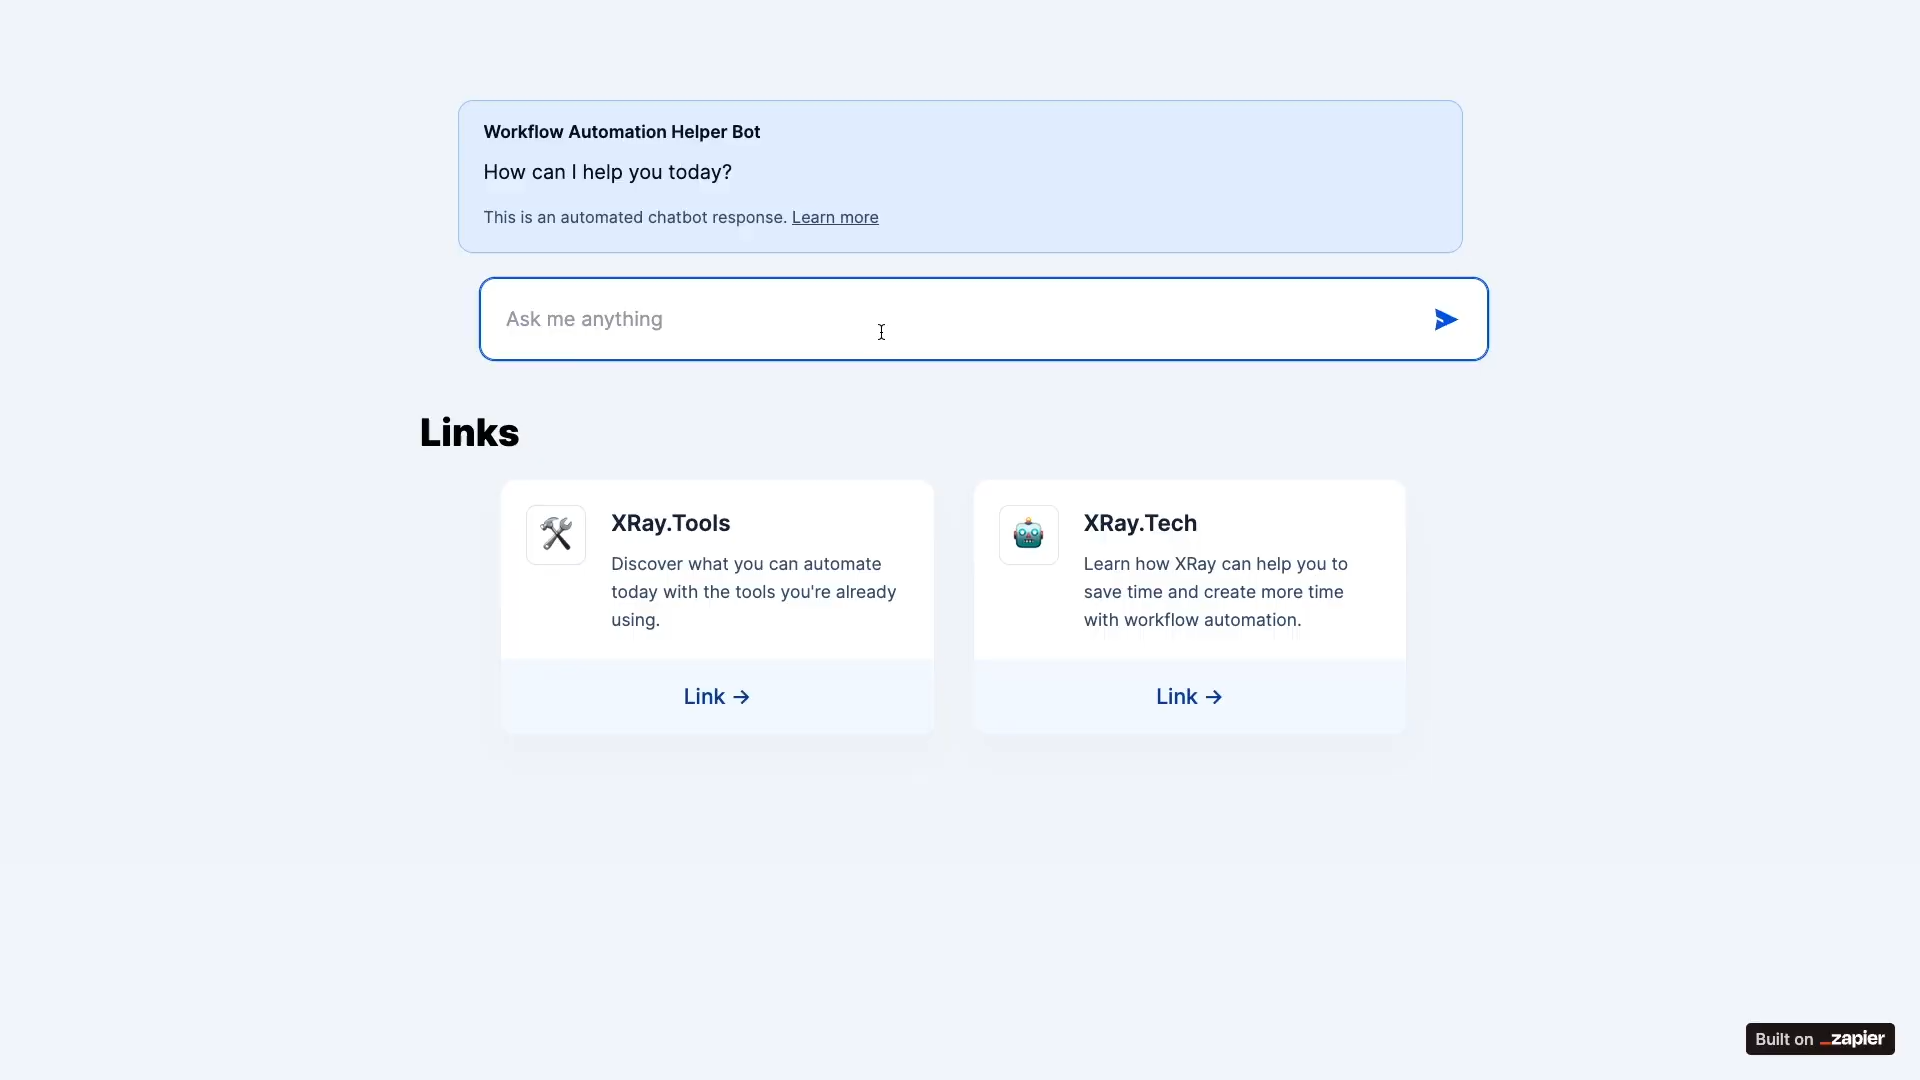 Workflow Automation Helper Bot
How can I help you today?
This is an automated chatbot response. Learn more
Ask me anything
Links
XRay.Tools
Discover what you can automate
today with the tools you're already
using.
Link →
XRay.Tech
Learn how XRay can help you to
save time and create more time
with workflow automation.
Link →
Built on _zapier